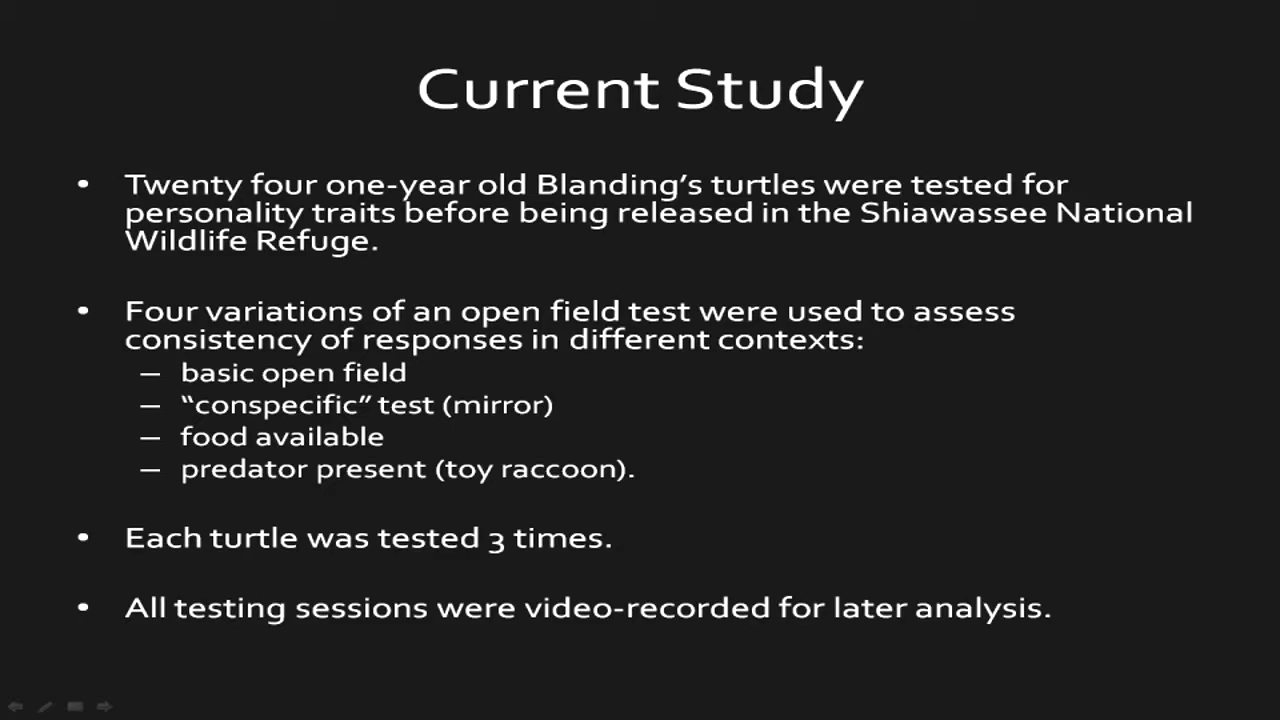 Current Study
• Twenty four one-year old Blanding's turtles were tested for
personality traits before being released in the Shiawassee National
Wildlife Refuge.
• Four variations of an open field test were used to assess
consistency of responses in different contexts:
– basic open field
– “conspecific” test (mirror)
– food available
– predator present (toy raccoon).
• Each turtle was tested 3 times.
• All testing sessions were video-recorded for later analysis.